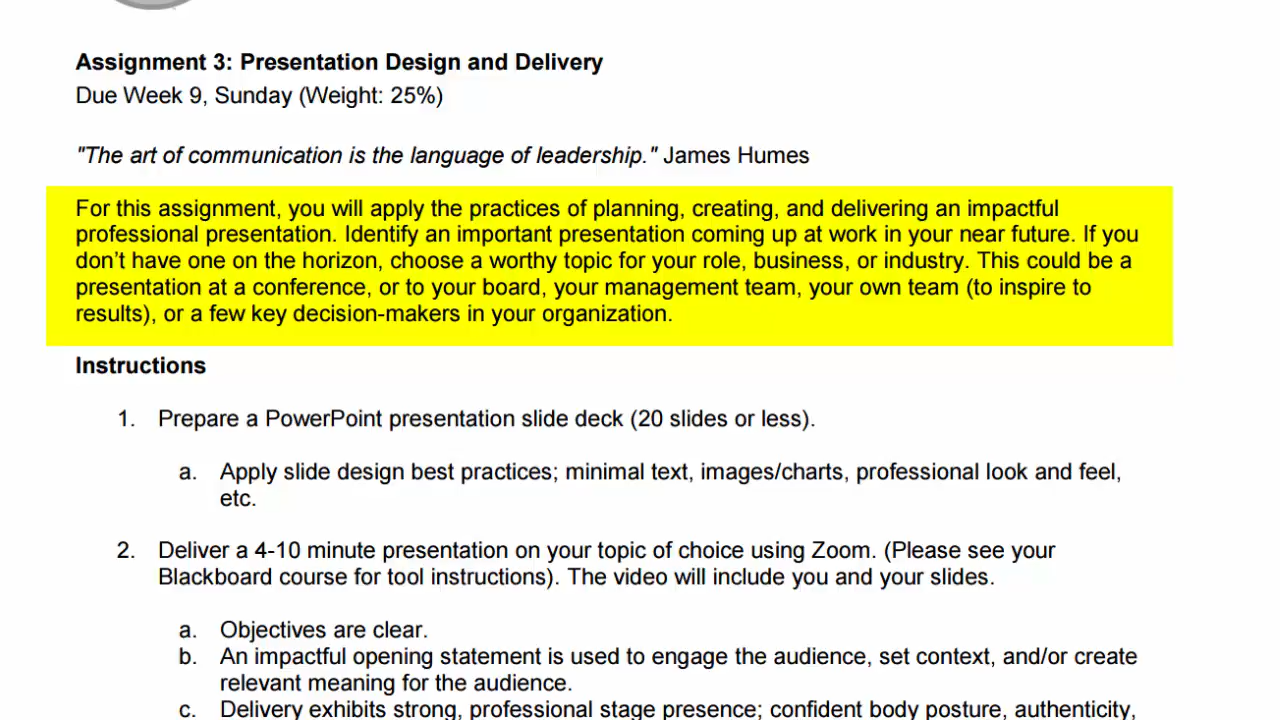 Assignment 3: Presentation Design and Delivery
Due Week 9, Sunday (Weight: 25%)
"The art of communication is the language of leadership." James Humes
For this assignment, you will apply the practices of planning, creating, and delivering an impactful
professional presentation. Identify an important presentation coming up at work in your near future. If you
don’t have one on the horizon, choose a worthy topic for your role, business, or industry. This could be a
presentation at a conference, or to your board, your management team, your own team (to inspire to
results), or a few key decision-makers in your organization.
Instructions
1. Prepare a PowerPoint presentation slide deck (20 slides or less).
a. Apply slide design best practices; minimal text, images/charts, professional look and feel,
etc.
2. Deliver a 4-10 minute presentation on your topic of choice using Zoom. (Please see your
Blackboard course for tool instructions). The video will include you and your slides.
a. Objectives are clear.
b. An impactful opening statement is used to engage the audience, set context, and/or create
relevant meaning for the audience.
c. Delivery exhibits strong, professional stage presence; confident body posture, authenticity,